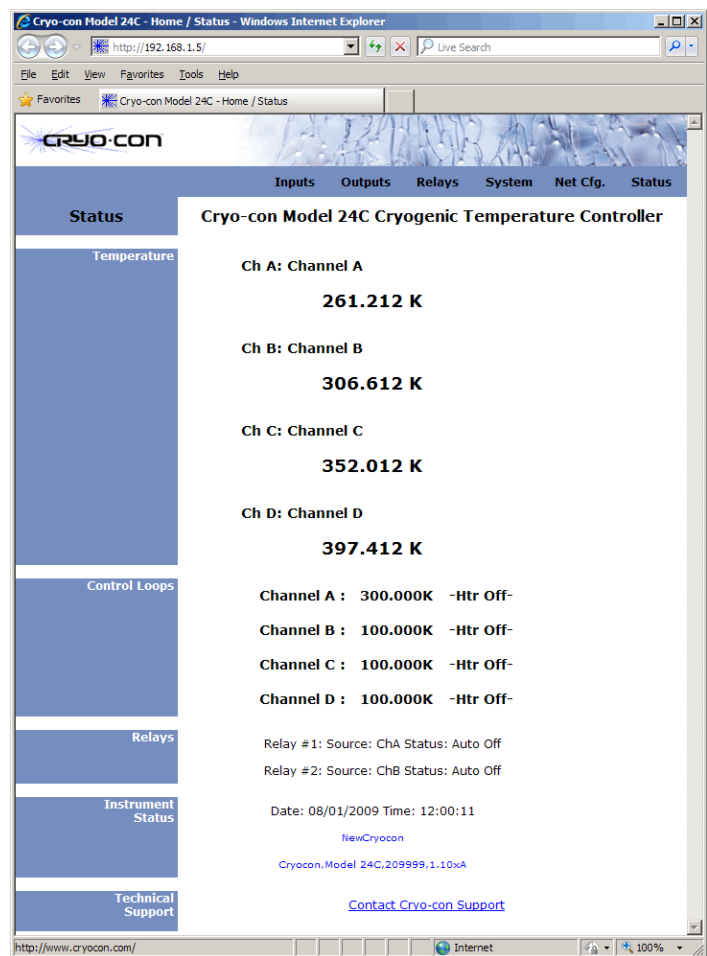 Cryo-con Model 24C - Home / Status - Windows Internet Explorer
http://192.168.1.5/
Live Search
File Edit View Favorites Tools Help
Favorites Cryo-con Model 24C - Home / Status
CRYO·CON
Inputs Outputs Relays System Net Cfg. Status
Status
Cryo-con Model 24C Cryogenic Temperature Controller
Temperature
Ch A: Channel A
261.212 K
Ch B: Channel B
306.612 K
Ch C: Channel C
352.012 K
Ch D: Channel D
397.412 K
Control Loops
Channel A : 300.000K -Htr Off-
Channel B : 100.000K -Htr Off-
Channel C : 100.000K -Htr Off-
Channel D : 100.000K -Htr Off-
Relays
Relay #1: Source: ChA Status: Auto Off
Relay #2: Source: ChB Status: Auto Off
Instrument
Status
Date: 08/01/2009 Time: 12:00:11
NewCryocon
Cryocon,Model 24C,209999,1.10xA
Technical
Support
Contact Cryo-con Support
http://www.cryocon.com/
Internet
100%